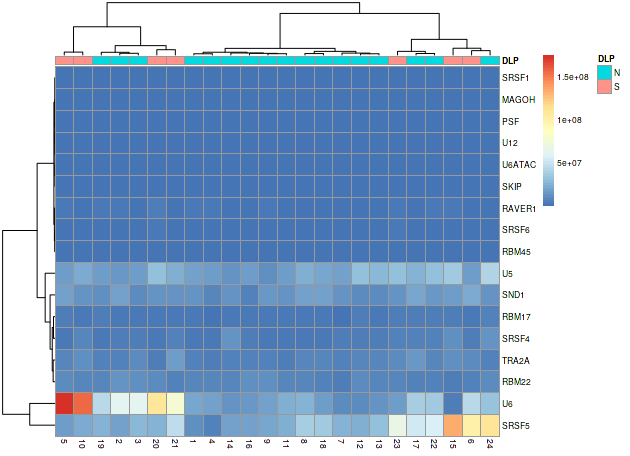 DLP
SRSF1
MAGOH
PSF
U12
U6ATAC
SKIP
RAVER1
SRSF6
RBM45
U5
SND1
RBM17
SRSF4
TRA2A
RBM22
U6
SRSF5
5 10 19 2 3 20 21 1 4 14 16 9 11 8 18 7 12 13 23 17 22 15 6 24
1.5e+08
1e+08
5e+07
DLP
N
S